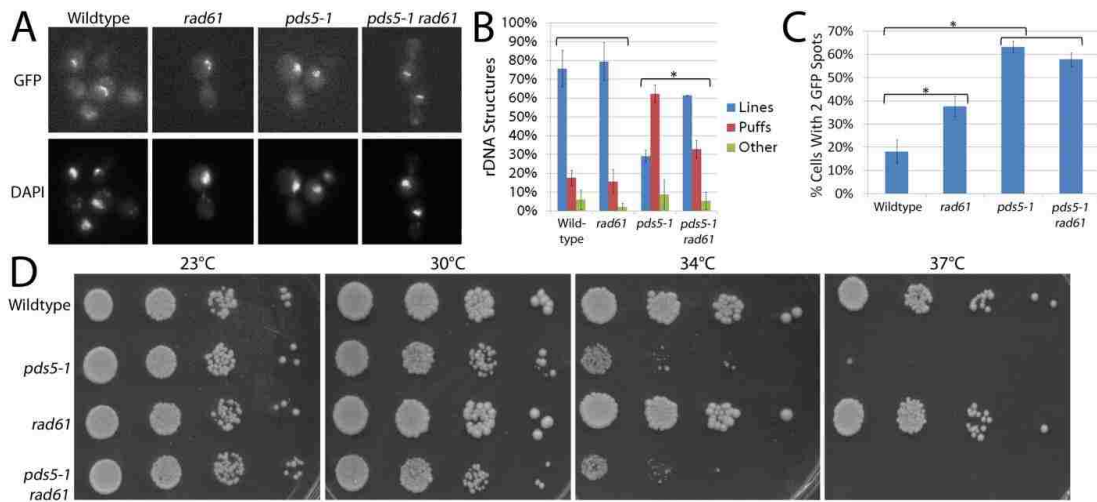 A
Wildtype rad61 pds5-1 pds5-1 rad61
GFP
DAPI
B
rDNA Structures
100%
90%
80%
70%
60%
50%
40%
30%
20%
10%
0%
*
Lines
Puffs
Other
Wild-
type
rad61
pds5-1
pds5-1
rad61
C
% Cells With 2 GFP Spots
70%
60%
50%
40%
30%
20%
10%
0%
*
*
Wildtype
rad61
pds5-1
pds5-1
rad61
D
23°C 30°C 34°C 37°C
Wildtype
pds5-1
rad61
pds5-1
rad61